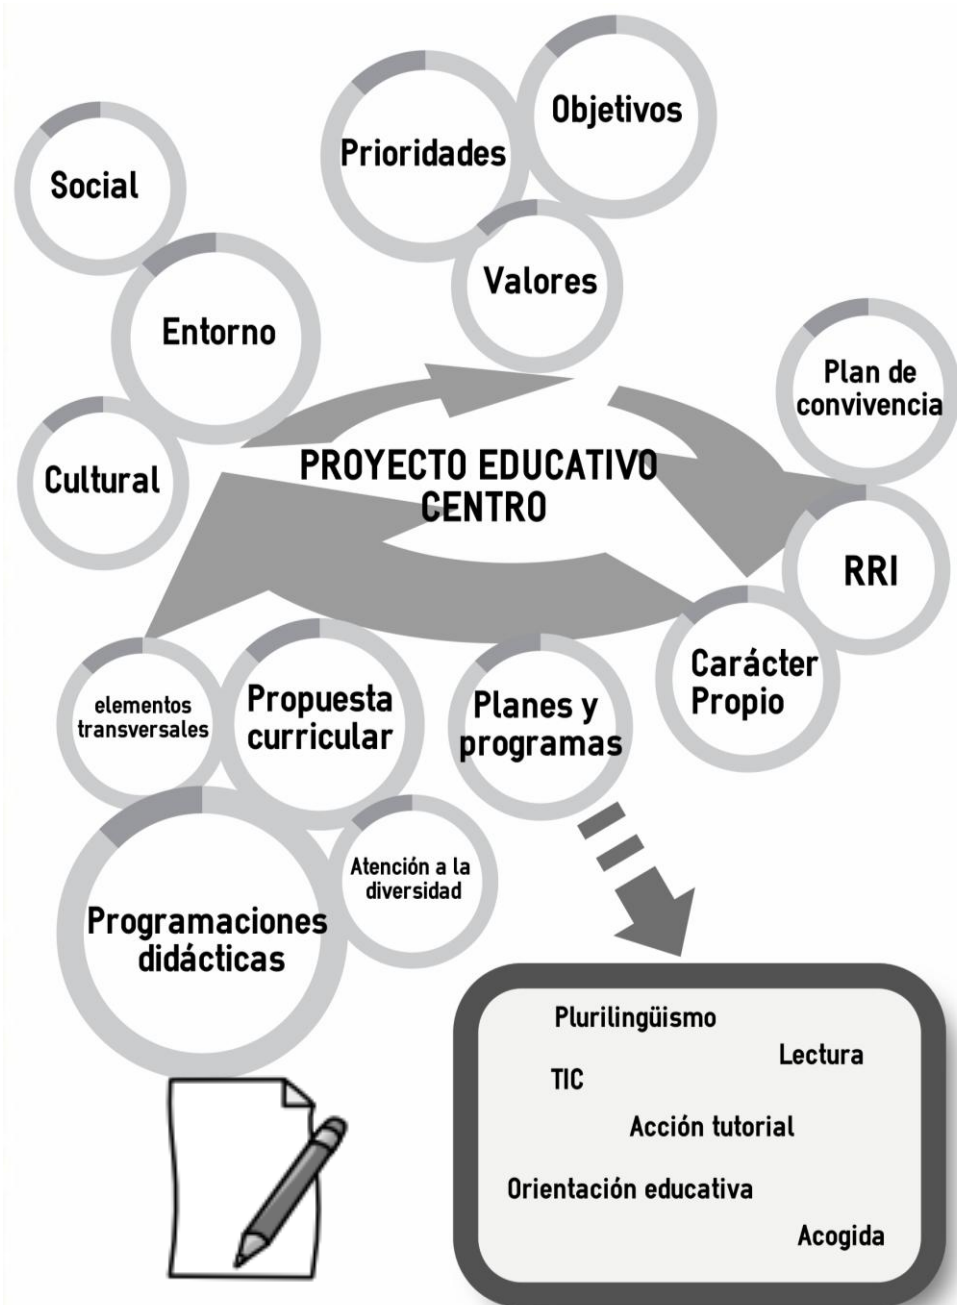 Objetivos
Prioridades
Social
Valores
Entorno
Plan de
convivencia
Cultural
PROYECTO EDUCATIVO
CENTRO
RRI
Carácter
Propio
elementos
transversales
Propuesta
curricular
Planes y
programas
Atención a la
diversidad
Programaciones
didácticas
Plurilingüismo
Lectura
TIC
Acción tutorial
Orientación educativa
Acogida